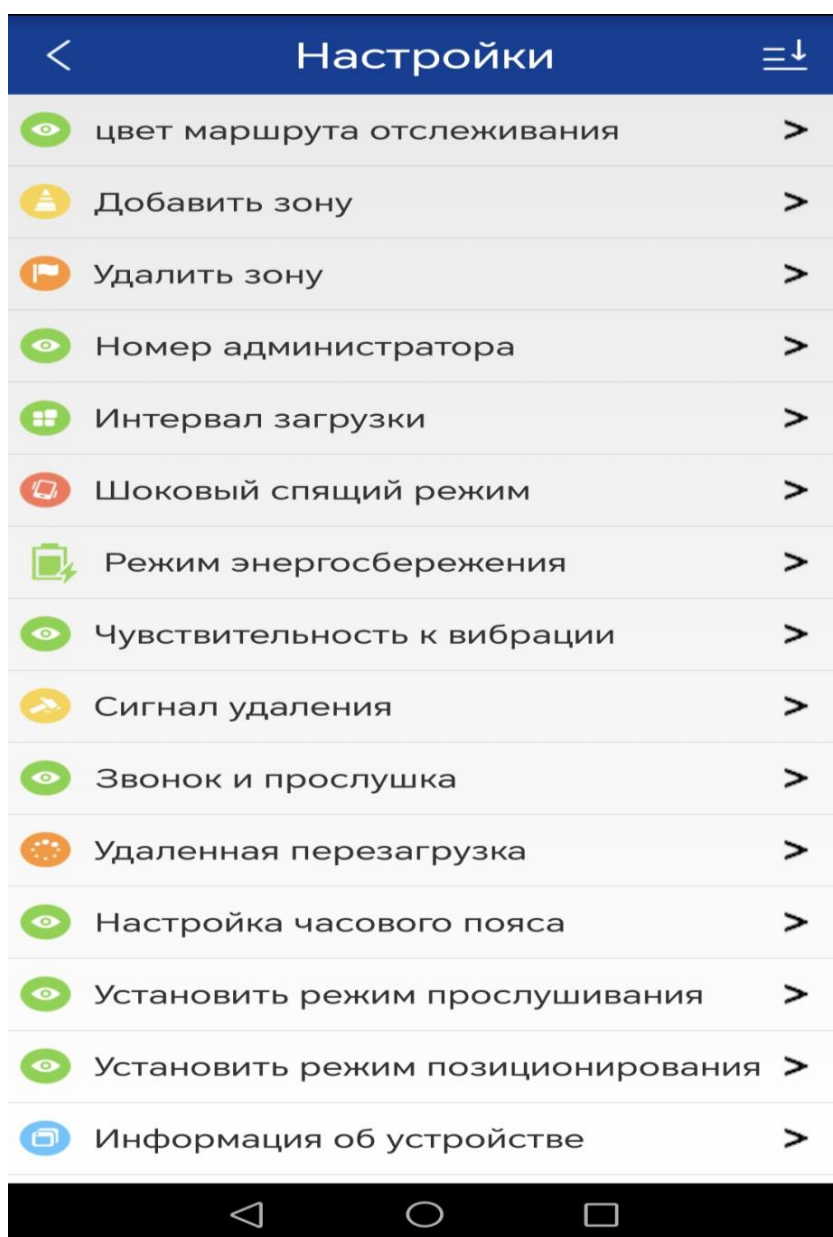 Настройки
цвет маршрута отслеживания
Добавить зону
Удалить зону
Номер администратора
Интервал загрузки
Шоковый спящий режим
Режим энергосбережения
Чувствительность к вибрации
Сигнал удаления
Звонок и прослушка
Удаленная перезагрузка
Настройка часового пояса
Установить режим прослушивания
Установить режим позиционирования
Информация об устройстве